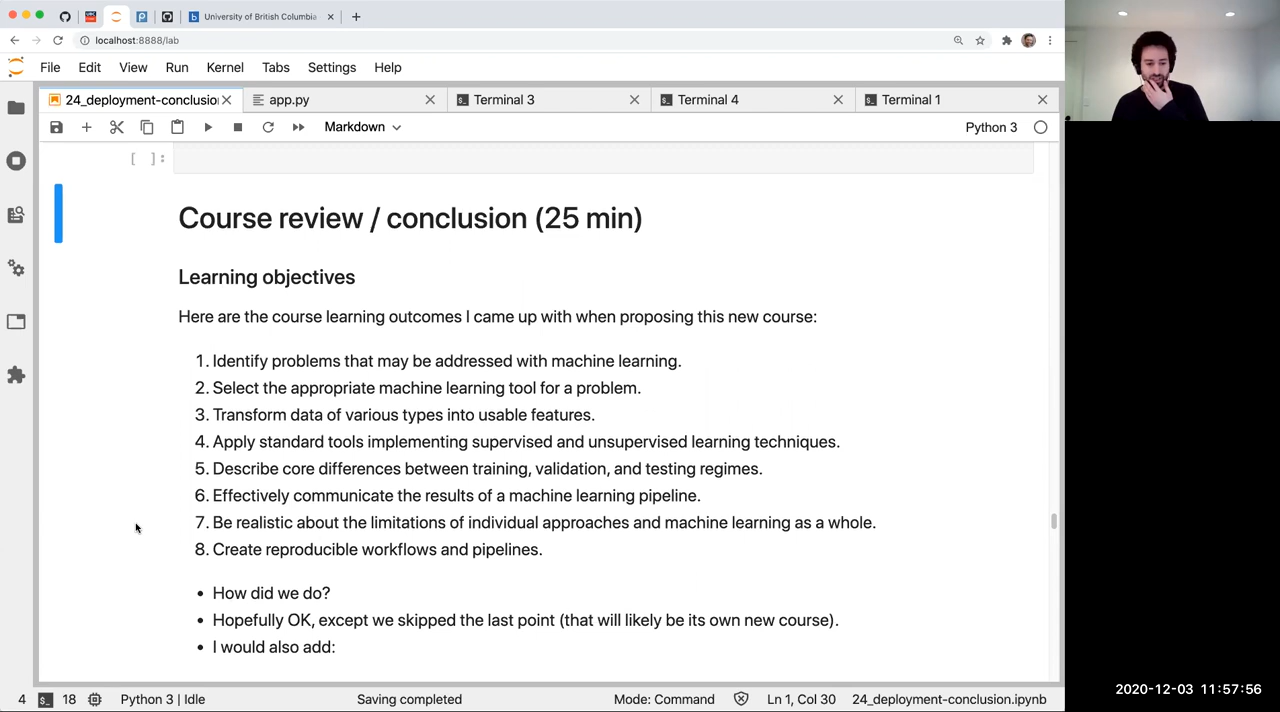 University of British Columbia
localhost:8888/lab
File Edit View Run Kernel Tabs Settings Help
24_deployment-conclusio app.py Terminal 3 Terminal 4 Terminal 1
Markdown Python 3
[ ]:
Course review / conclusion (25 min)
Learning objectives
Here are the course learning outcomes I came up with when proposing this new course:
1. Identify problems that may be addressed with machine learning.
2. Select the appropriate machine learning tool for a problem.
3. Transform data of various types into usable features.
4. Apply standard tools implementing supervised and unsupervised learning techniques.
5. Describe core differences between training, validation, and testing regimes.
6. Effectively communicate the results of a machine learning pipeline.
7. Be realistic about the limitations of individual approaches and machine learning as a whole.
8. Create reproducible workflows and pipelines.
• How did we do?
• Hopefully OK, except we skipped the last point (that will likely be its own new course).
• I would also add:
4 $_ 18 Python 3 | Idle Saving completed Mode: Command Ln 1, Col 30 24_deployment-conclusion.ipynb
2020-12-03 11:57:56